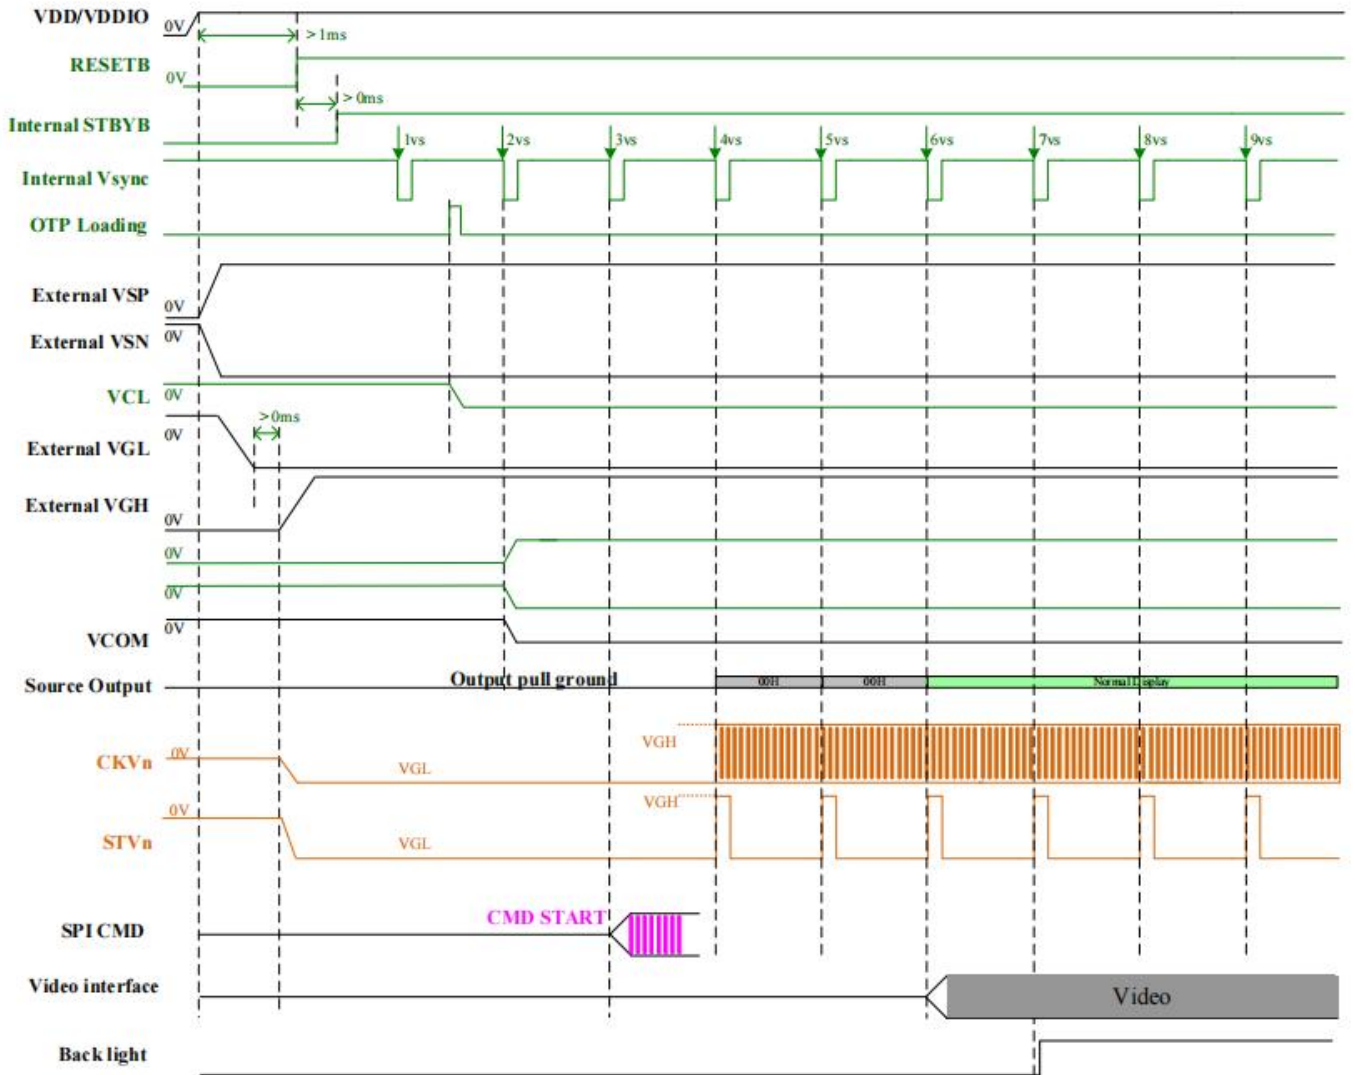 VDD/VDDIO
0V
>1ms
RESETB
0V
>0ms
Internal STBYB
1vs 2vs 3vs 4vs 5vs 6vs 7vs 8vs 9vs
Internal Vsync
OTP Loading
External VSP
0V
External VSN
0V
VCL
0V
>0ms
External VGL
0V
External VGH
0V
0V
0V
VCOM
0V
Source Output
Output pull ground
00H 00H Normal Display
CKVn
0V
VGL
VGH
STVn
0V
VGL
VGH
CMD START
SPI CMD
Video interface
Video
Back light